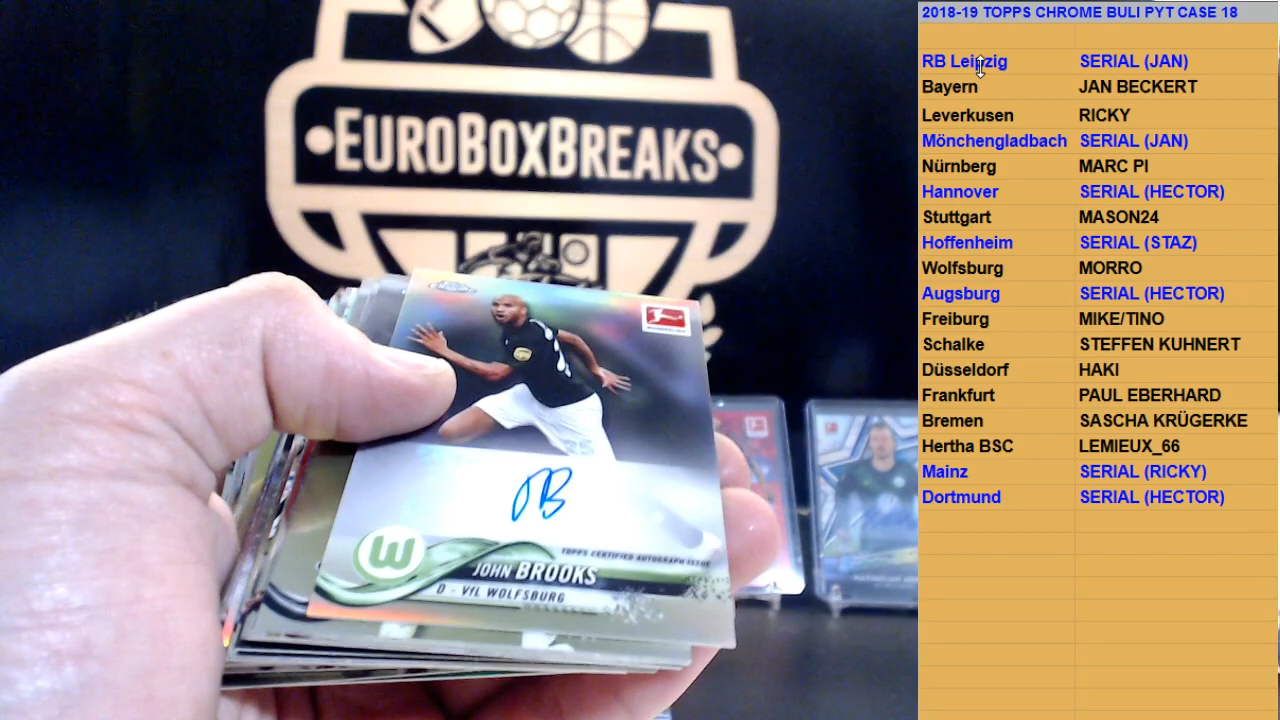 EUROBOXBREAKS
JB
TOPPS CERTIFIED AUTOGRAPH ISSUE
W
JOHN BROOKS
D - VfL WOLFSBURG
2018-19 TOPPS CHROME BULI PYT CASE 18
RB Leipzig SERIAL (JAN)
Bayern JAN BECKERT
Leverkusen RICKY
Mönchengladbach SERIAL (JAN)
Nürnberg MARC PI
Hannover SERIAL (HECTOR)
Stuttgart MASON24
Hoffenheim SERIAL (STAZ)
Wolfsburg MORRO
Augsburg SERIAL (HECTOR)
Freiburg MIKE/TINO
Schalke STEFFEN KUHNERT
Düsseldorf HAKI
Frankfurt PAUL EBERHARD
Bremen SASCHA KRÜGERKE
Hertha BSC LEMIEUX_66
Mainz SERIAL (RICKY)
Dortmund SERIAL (HECTOR)